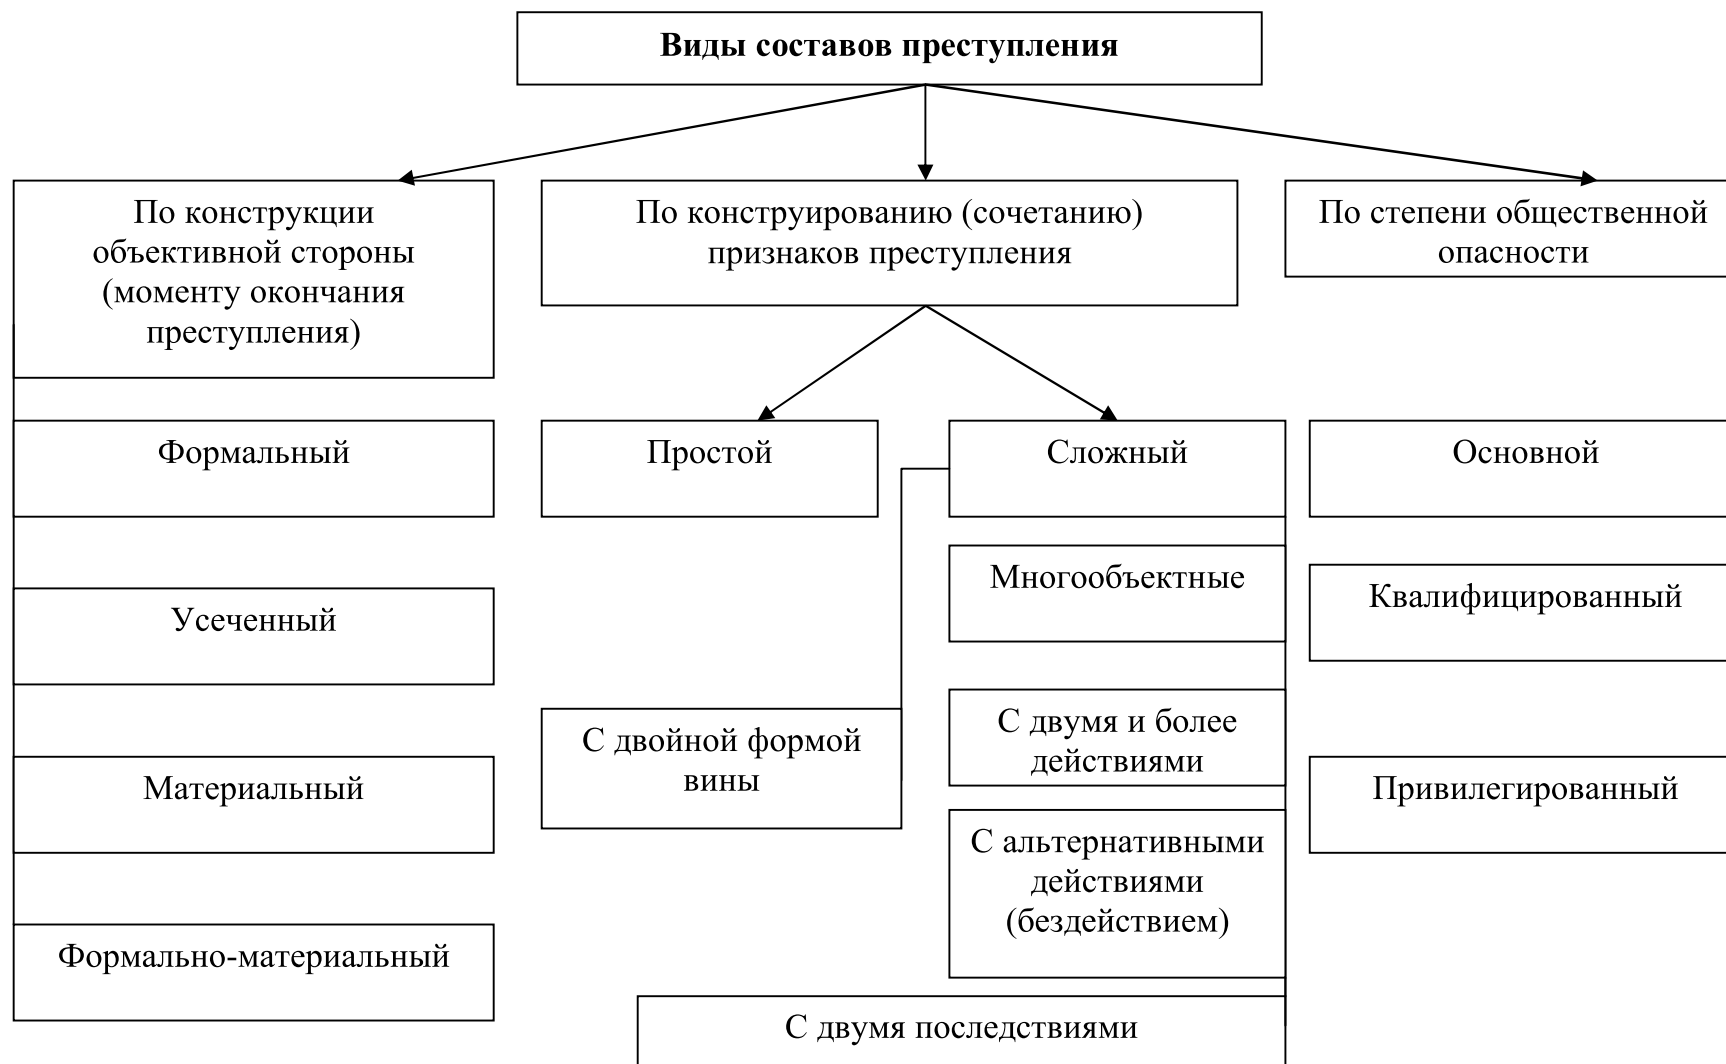 Виды составов преступления
По конструкции
объективной стороны
(моменту окончания
преступления)
По конструированию (сочетанию)
признаков преступления
По степени общественной
опасности
Формальный
Простой
Сложный
Основной
Многообъектные
Квалифицированный
Усеченный
С двойной формой
вины
С двумя и более
действиями
Материальный
Привилегированный
С альтернативными
действиями
(бездействием)
Формально-материальный
С двумя последствиями